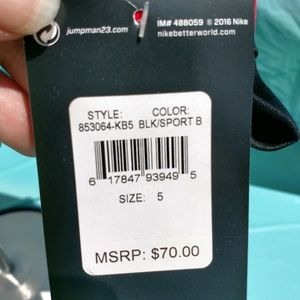 jumpman23.com
IM# 488059 © 2016 Nike
nikebetterworld.com
STYLE: COLOR:
853064-KB5 BLK/SPORT B
6 17847 93949 5
SIZE: 5
MSRP: $70.00